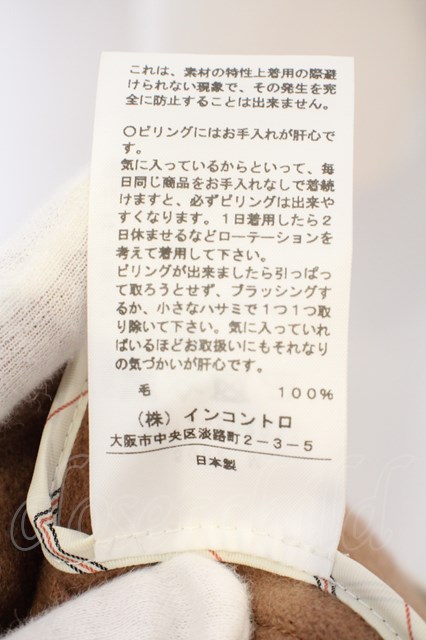 これは、素材の特性上着用の際避
けられない現象で、その発生を完
全に防止することは出来ません。
〇ピリングにはお手入れが肝心で
す。
気に入っているからといって、毎
日同じ商品をお手入れなしで着続
けますと、必ずピリングは出来や
すくなります。1日着用したら2
日休ませるなどローテーションを
考えて着用して下さい。
ピリングが出来ましたら引っぱっ
て取ろうとせず、ブラッシングす
るか、小さなハサミで1つ1つ取
り除いて下さい。気に入っていれ
ばいるほどお取扱いにもそれなり
の気づかいが肝心です。
毛 100%
(株) インコントロ
大阪市中央区淡路町2-3-5
日本製